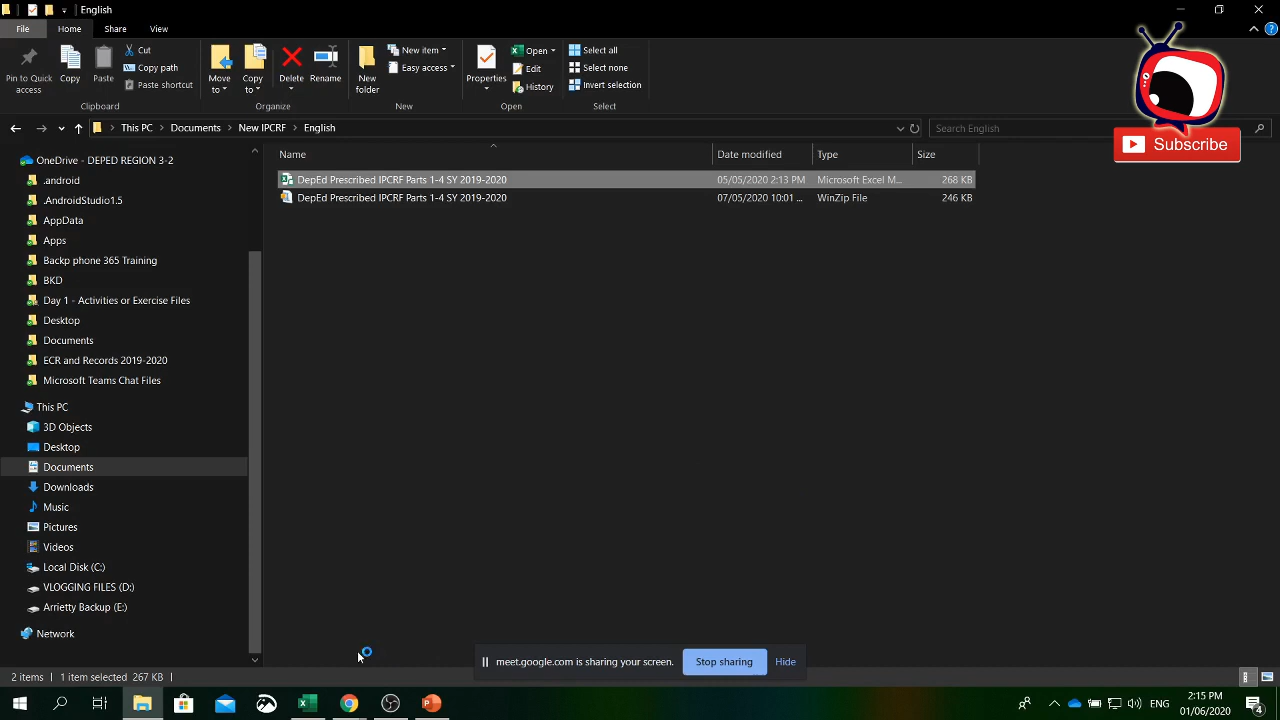 English
File Home Share View
Pin to Quick access
Copy
Paste
Cut
Copy path
Paste shortcut
Clipboard
Move to
Copy to
Delete
Rename
Organize
New folder
New item
Easy access
New
Properties
Open
Edit
History
Open
Select all
Select none
Invert selection
Select
Subscribe
This PC > Documents > New IPCRF > English
Search English
Name Date modified Type Size
DepEd Prescribed IPCRF Parts 1-4 SY 2019-2020 05/05/2020 2:13 PM Microsoft Excel M... 268 KB
DepEd Prescribed IPCRF Parts 1-4 SY 2019-2020 07/05/2020 10:01 ... WinZip File 246 KB
OneDrive - DEPED REGION 3-2
.android
.AndroidStudio1.5
AppData
Apps
Backp phone 365 Training
BKD
Day 1 - Activities or Exercise Files
Desktop
Documents
ECR and Records 2019-2020
Microsoft Teams Chat Files
This PC
3D Objects
Desktop
Documents
Downloads
Music
Pictures
Videos
Local Disk (C:)
VLOGGING FILES (D:)
Arrietty Backup (E:)
Network
meet.google.com is sharing your screen. Stop sharing Hide
2 items 1 item selected 267 KB
ENG
2:15 PM
01/06/2020
4